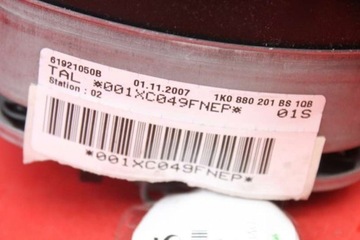 61921050B 01.11.2007 1K0 880 201 BS 1QB
TAL *001XC049FNEP* 01S
Station : 02
*001XC049FNEP*